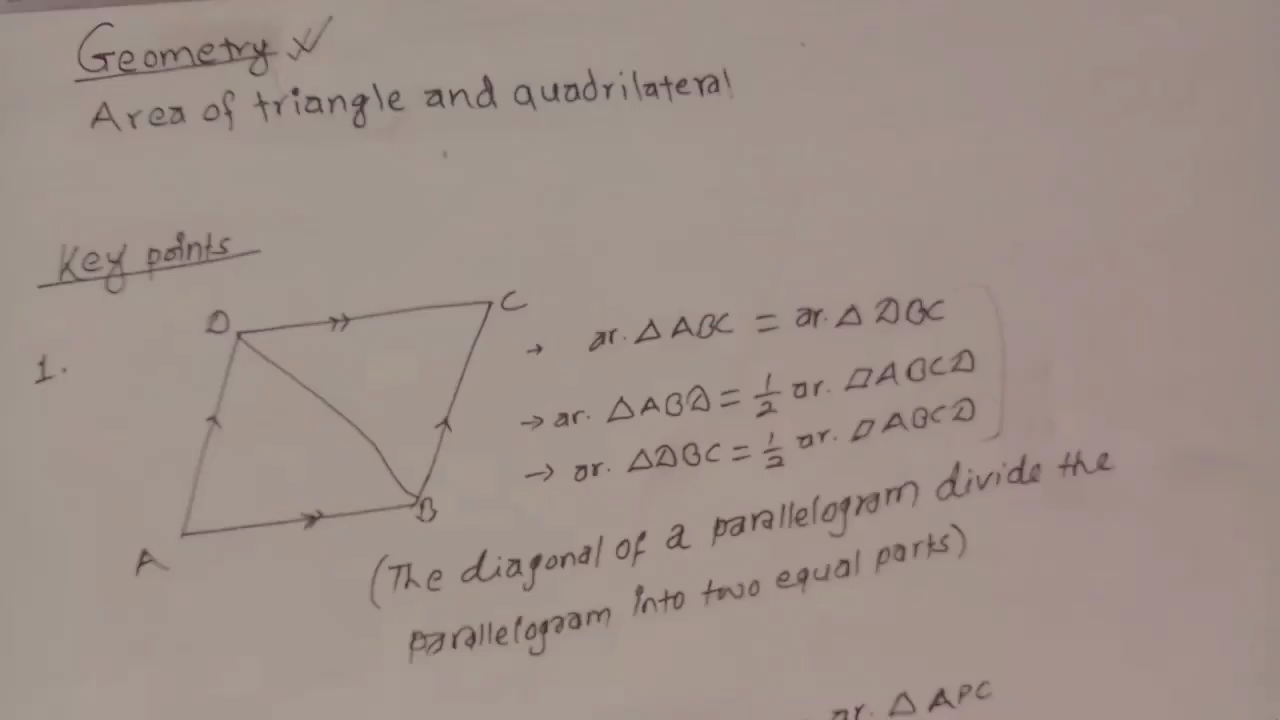 Geometry
Area of triangle and quadrilateral
Key points
1.
D
C
A
B
→ ar. △ ABC = ar. △ DBC
→ ar. △ABD = 1/2 ar. ▱ABCD
→ ar. △DBC = 1/2 ar. ▱ABCD
(The diagonal of a parallelogram divide the
parallelogram into two equal parts)
ar. △ APC